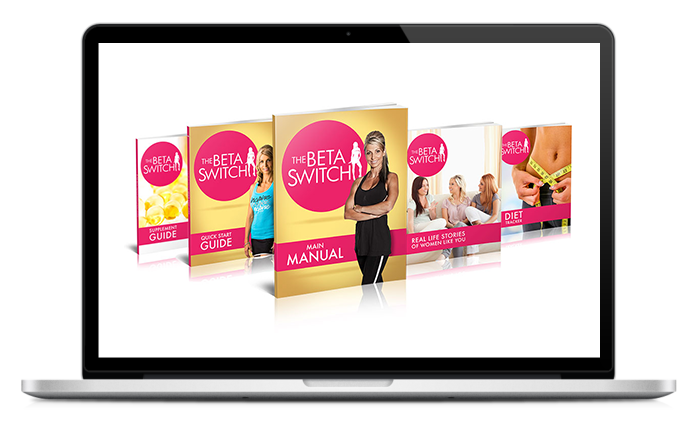 THE BETA
SWITCH
SUPPLEMENT
GUIDE
THE BETA
SWITCH
QUICK START
GUIDE
THE BETA
SWITCH
MAIN
MANUAL
THE BETA
SWITCH
REAL LIFE STORIES
OF WOMEN LIKE YOU
THE BETA
SWITCH
DIET
TRACKER